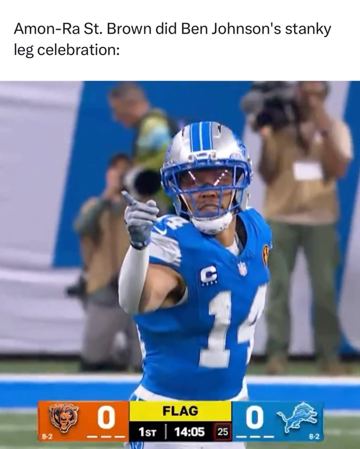 Amon-Ra St. Brown did Ben Johnson's stanky
leg celebration:
C
14
0
FLAG
0
8-2
1ST
14:05
25
8-2